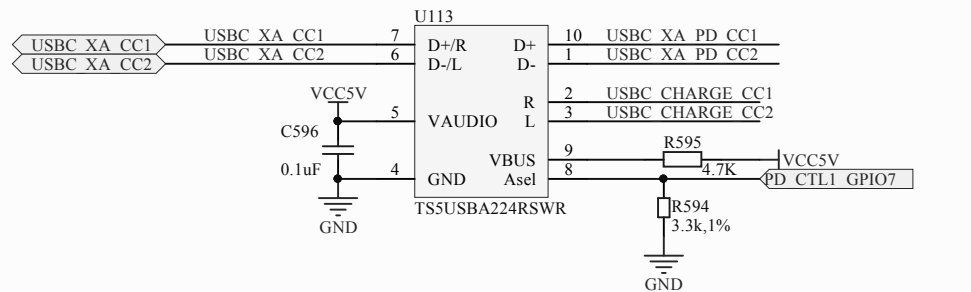 U113
USBC_XA_CC1 USBC_XA_CC1 7 D+/R D+ 10 USBC_XA_PD_CC1
USBC_XA_CC2 USBC_XA_CC2 6 D-/L D- 1 USBC_XA_PD_CC2
VCC5V R 2 USBC_CHARGE_CC1
5 VAUDIO L 3 USBC_CHARGE_CC2
C596
0.1uF
VBUS 9 R595 4.7K VCC5V
4 GND Asel 8 PD_CTL1_GPIO7
TS5USBA224RSWR
GND
R594
3.3k,1%
GND